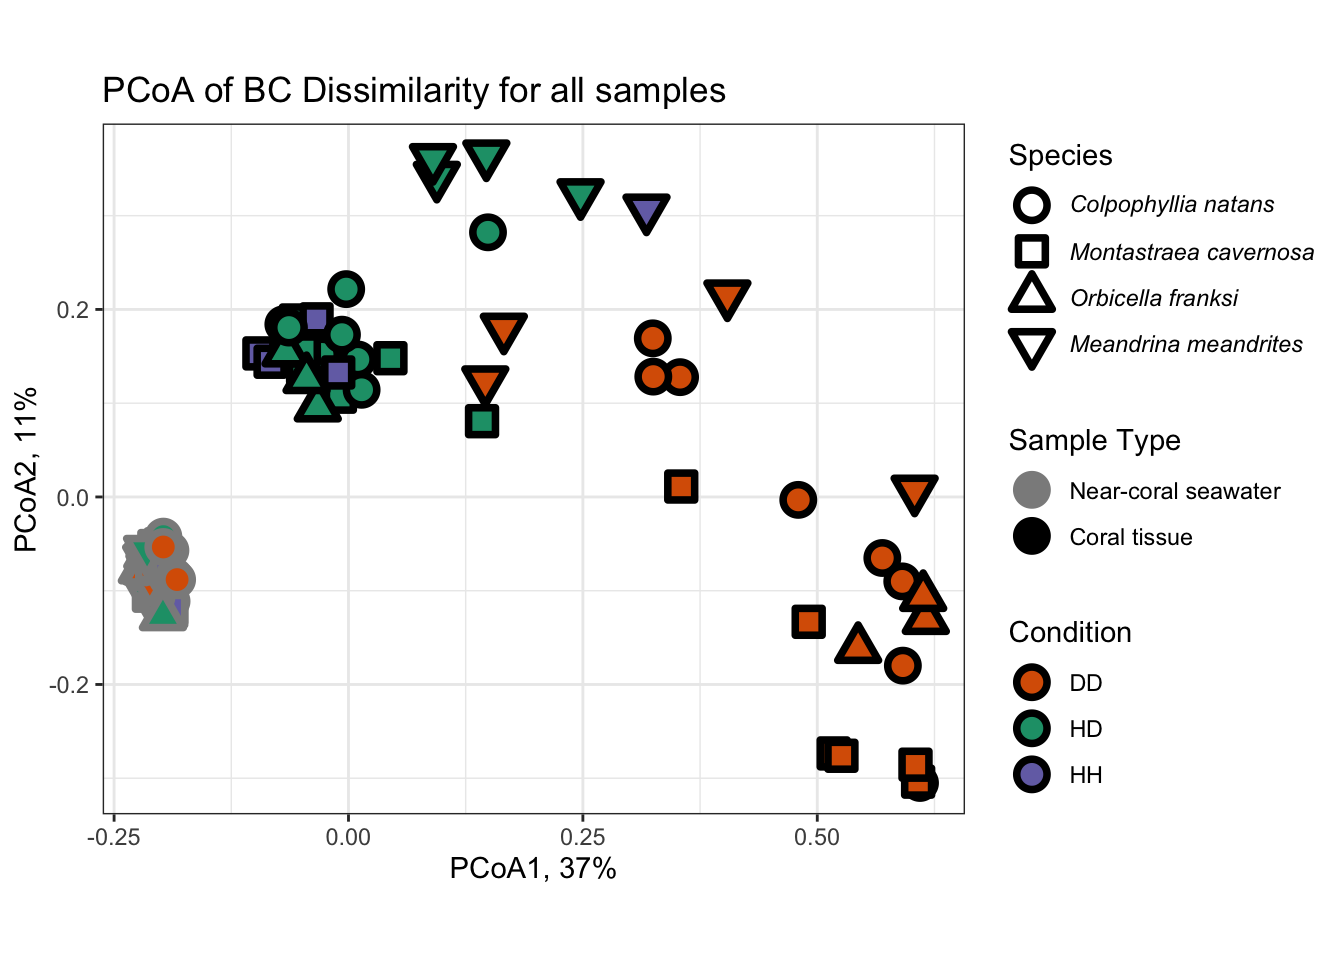 PCoA of BC Dissimilarity for all samples
PCoA2, 11%
0.2
0.0
-0.2
-0.25
0.00
0.25
0.50
PCoA1, 37%
Species
Colpophyllia natans
Montastraea cavernosa
Orbicella franksi
Meandrina meandrites
Sample Type
Near-coral seawater
Coral tissue
Condition
DD
HD
HH